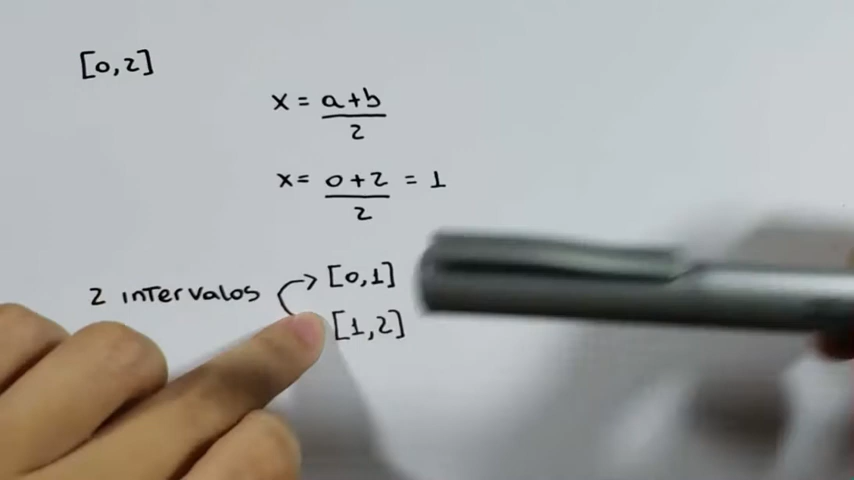 [0,2]
x = a+b
2
x = 0+2 = 1
2
2 intervalos [0,1]
[1,2]